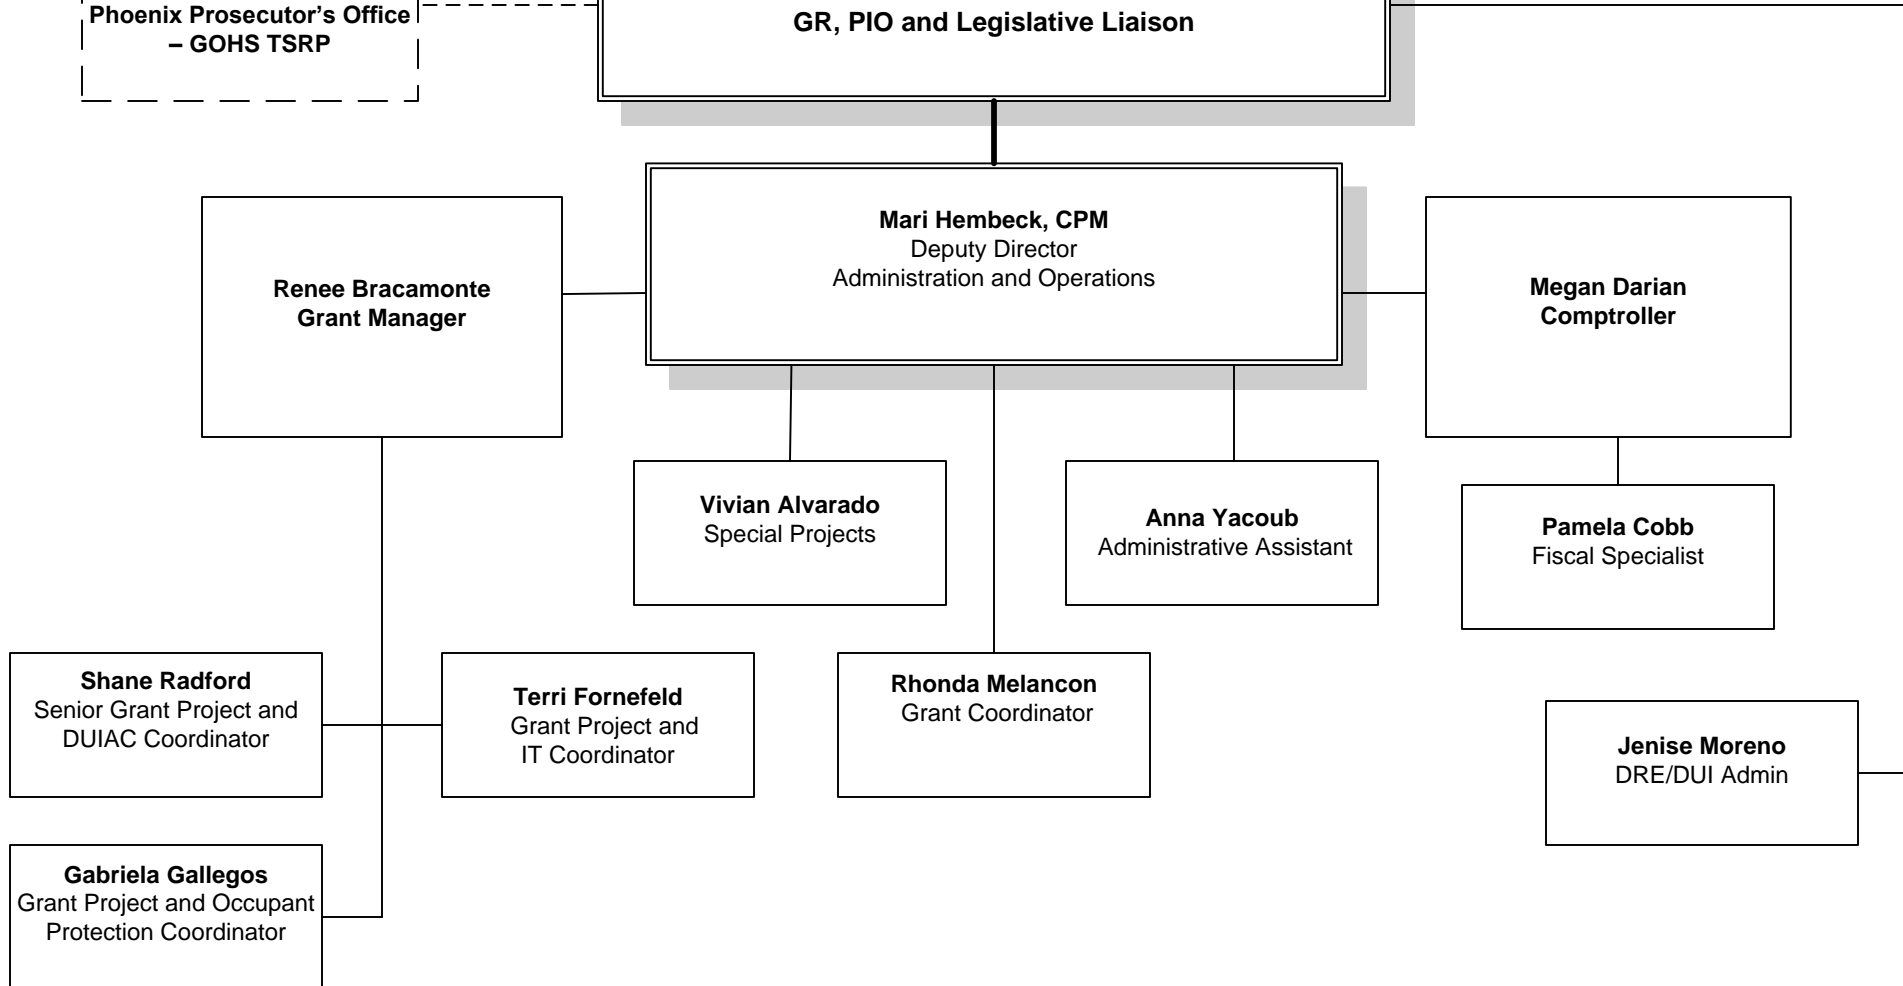 Phoenix Prosecutor’s Office
– GOHS TSRP
GR, PIO and Legislative Liaison
Mari Hembeck, CPM
Deputy Director
Administration and Operations
Renee Bracamonte
Grant Manager
Megan Darian
Comptroller
Vivian Alvarado
Special Projects
Anna Yacoub
Administrative Assistant
Pamela Cobb
Fiscal Specialist
Shane Radford
Senior Grant Project and
DUIAC Coordinator
Terri Fornefeld
Grant Project and
IT Coordinator
Rhonda Melancon
Grant Coordinator
Jenise Moreno
DRE/DUI Admin
Gabriela Gallegos
Grant Project and Occupant
Protection Coordinator